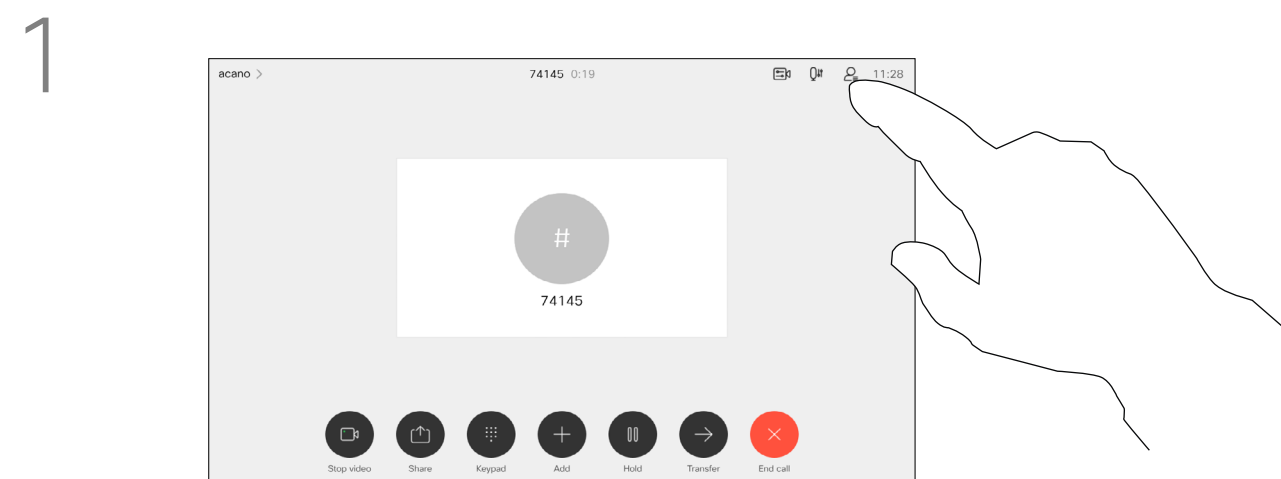 1
acano >
74145 0:19
11:28
#
74145
Stop video Share Keypad Add Hold Transfer End call